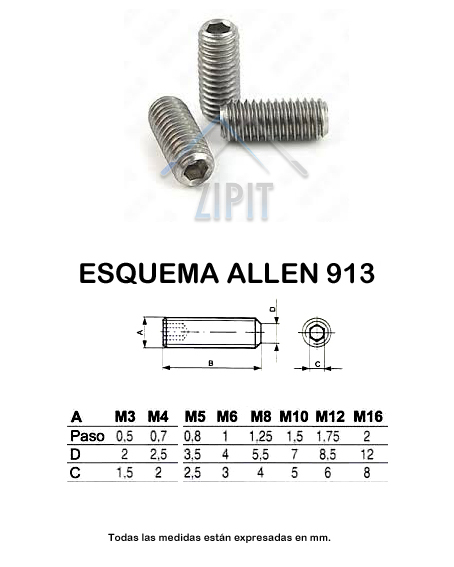 ZIPIT
ESQUEMA ALLEN 913
A
D
B
C
A M3 M4 M5 M6 M8 M10 M12 M16
Paso 0,5 0,7 0,8 1 1,25 1,5 1,75 2
D 2 2,5 3,5 4 5,5 7 8,5 12
C 1,5 2 2,5 3 4 5 6 8
Todas las medidas están expresadas en mm.